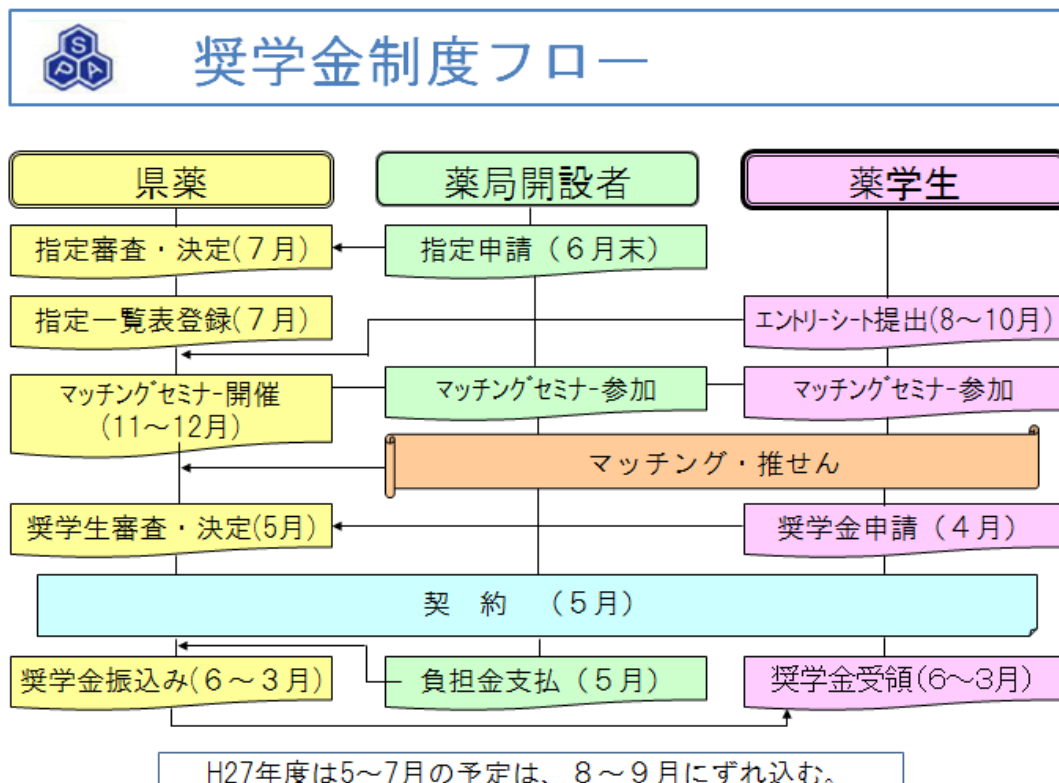 SPA
奨学金制度フロー
県薬
薬局開設者
薬学生
指定審査・決定(7月)
指定申請(6月末)
指定一覧表登録(7月)
エントリーシート提出(8~10月)
マッチングセミナー開催
(11~12月)
マッチングセミナー参加
マッチングセミナー参加
マッチング・推せん
奨学生審査・決定(5月)
奨学金申請(4月)
契 約 (5月)
奨学金振込み(6~3月)
負担金支払(5月)
奨学金受領(6~3月)
H27年度は5~7月の予定は、8~9月にずれ込む。